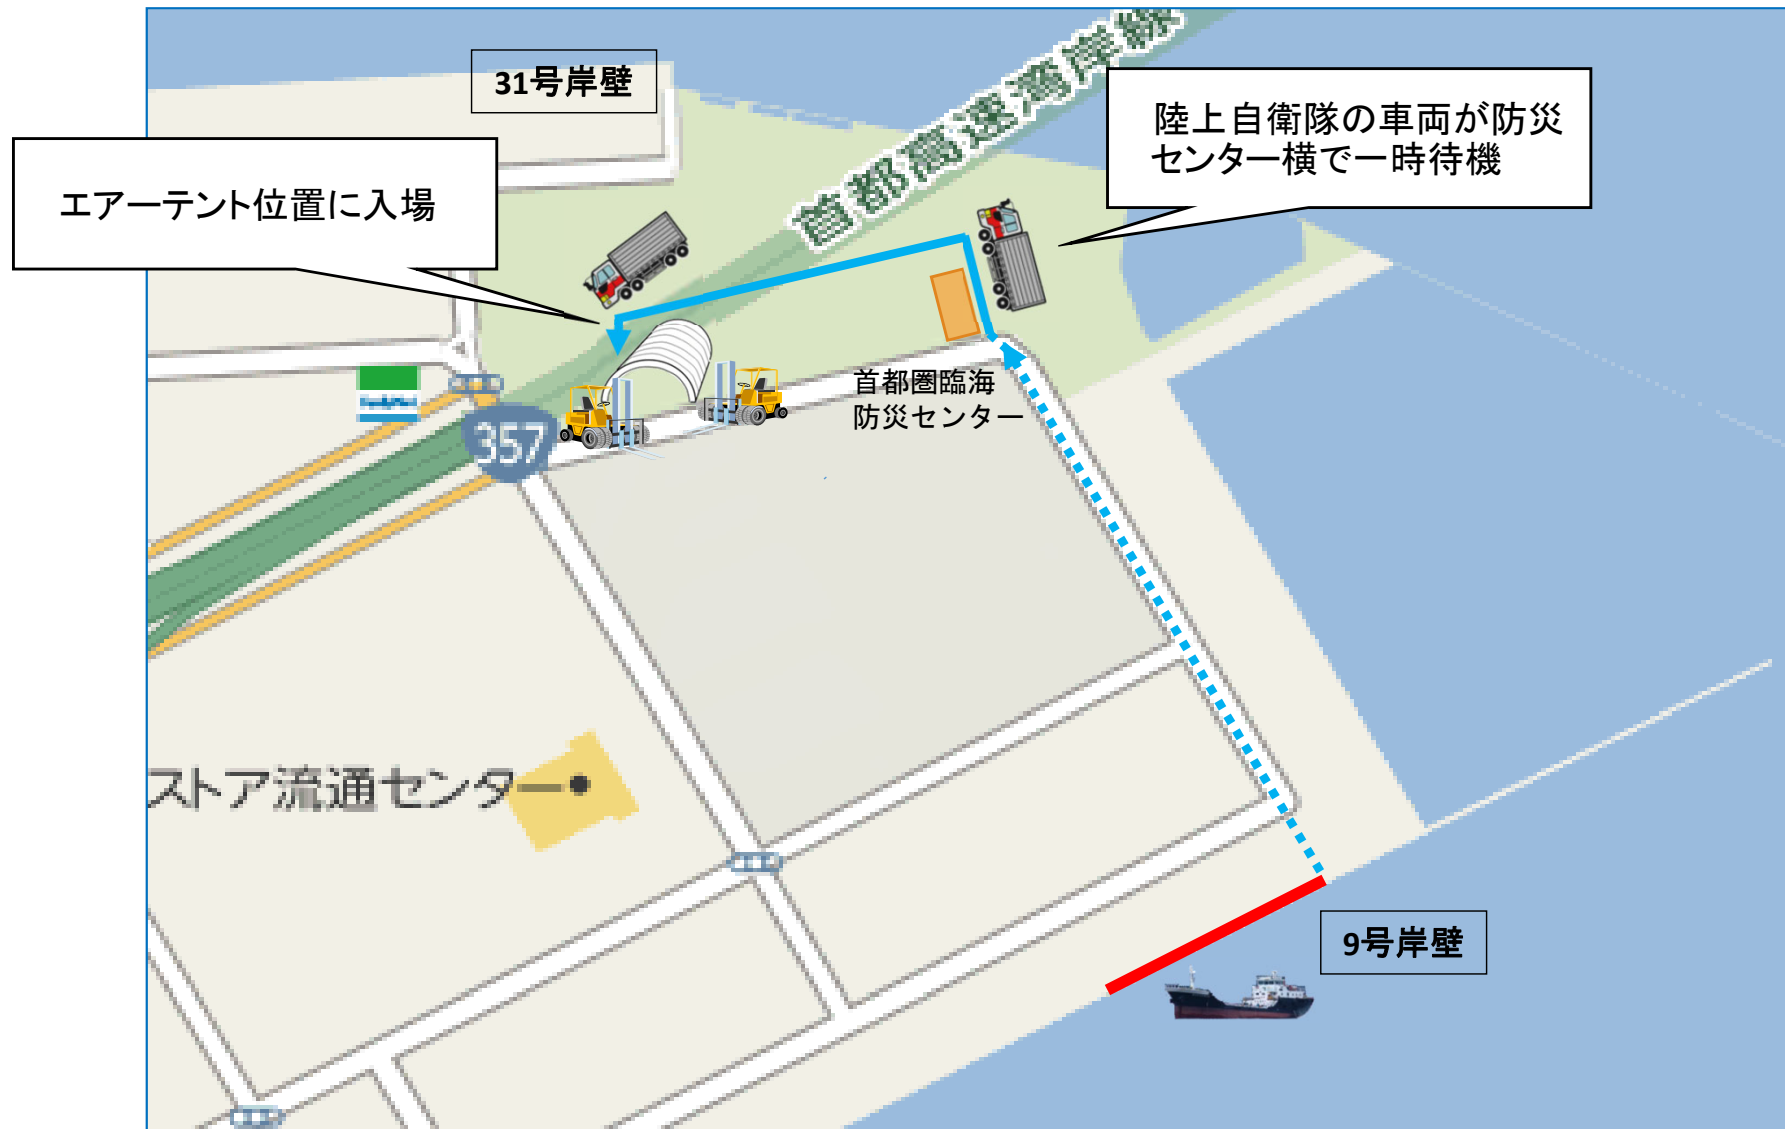 31号岸壁
首都高速湾岸線
陸上自衛隊の車両が防災
センター横で一時待機
エアーテント位置に入場
首都圏臨海
防災センター
357
ストア流通センター
9号岸壁